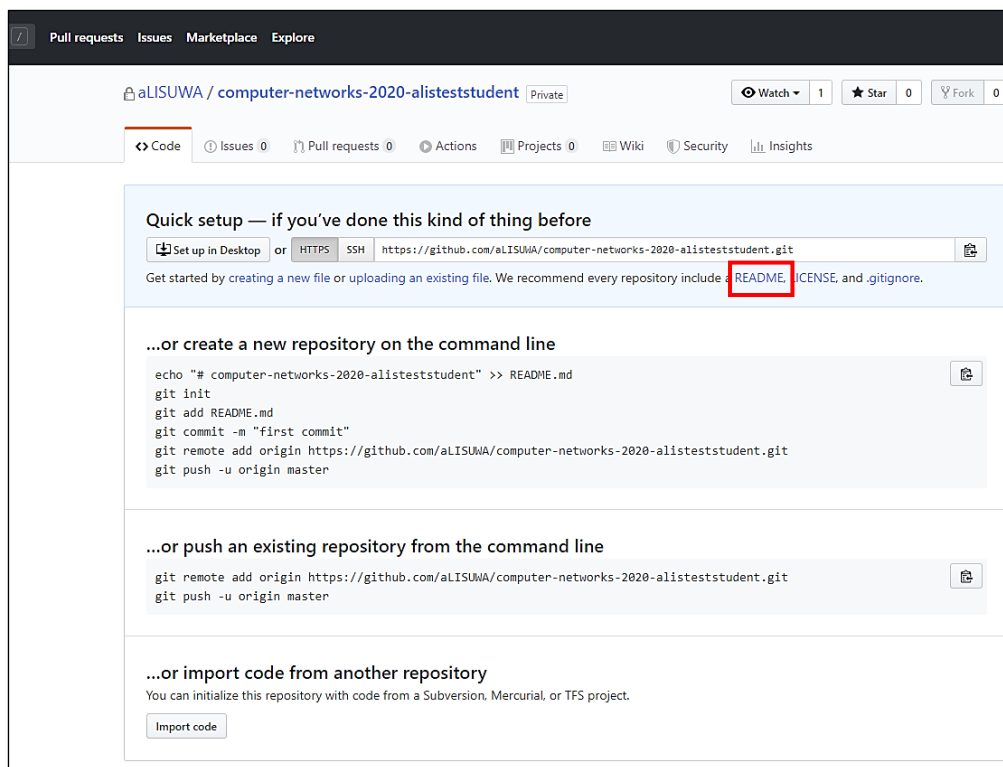 / Pull requests Issues Marketplace Explore
aLISUWA / computer-networks-2020-alisteststudent Private Watch 1 Star 0 Fork 0
Code Issues 0 Pull requests 0 Actions Projects 0 Wiki Security Insights
Quick setup — if you've done this kind of thing before
Set up in Desktop or HTTPS SSH https://github.com/aLISUWA/computer-networks-2020-alisteststudent.git
Get started by creating a new file or uploading an existing file. We recommend every repository include a README, LICENSE, and .gitignore.
...or create a new repository on the command line
echo "# computer-networks-2020-alisteststudent" >> README.md
git init
git add README.md
git commit -m "first commit"
git remote add origin https://github.com/aLISUWA/computer-networks-2020-alisteststudent.git
git push -u origin master
...or push an existing repository from the command line
git remote add origin https://github.com/aLISUWA/computer-networks-2020-alisteststudent.git
git push -u origin master
...or import code from another repository
You can initialize this repository with code from a Subversion, Mercurial, or TFS project.
Import code